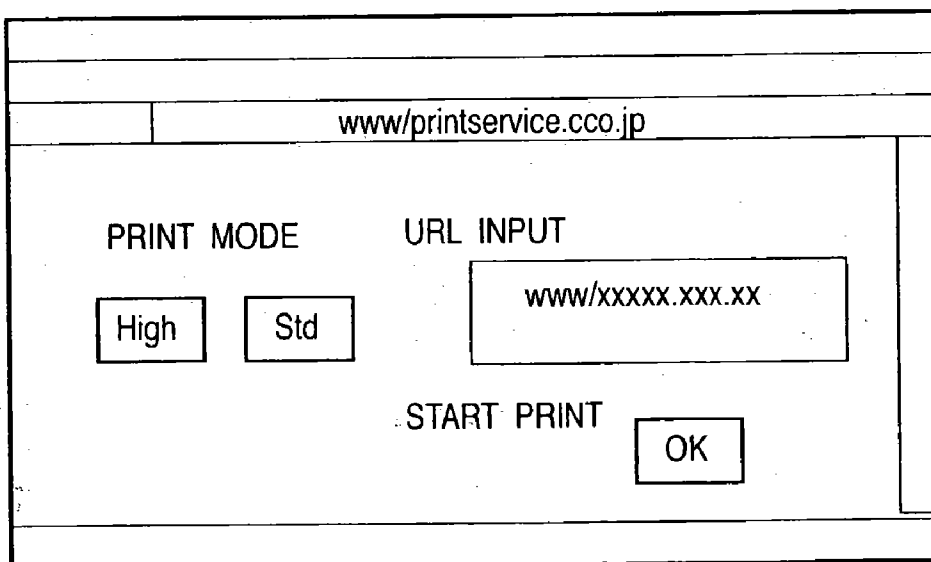 www/printservice.cco.jp
PRINT MODE
URL INPUT
www/xxxxx.xxx.xx
High
Std
START PRINT
OK